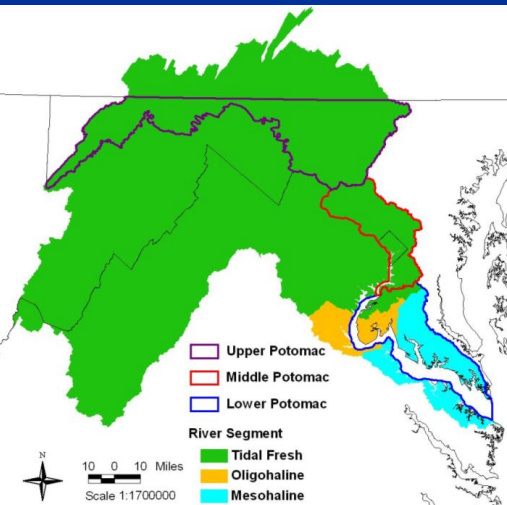 Upper Potomac
Middle Potomac
Lower Potomac
River Segment
Tidal Fresh
Oligohaline
Mesohaline
N
10 0 10 Miles
Scale 1:1700000